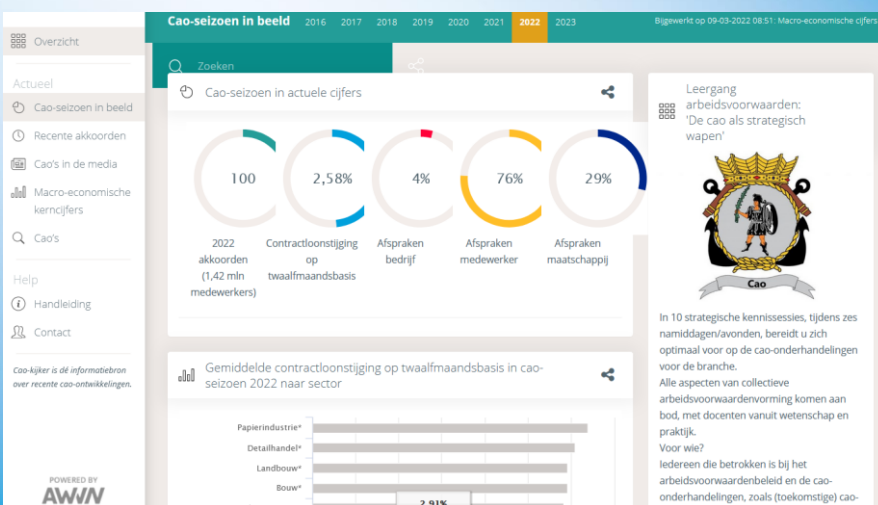 Cao-seizoen in beeld 2016 2017 2018 2019 2020 2021 2022 2023
Bijgewerkt op 09-03-2022 08:51: Macro-economische cijfers
Overzicht
Actueel
Cao-seizoen in beeld
Recente akkoorden
Cao's in de media
Macro-economische
kerncijfers
Cao's
Help
Handleiding
Contact
Cao-kijker is dé informatiebron
over recente cao-ontwikkelingen.
POWERED BY
AWVN
Zoeken
Cao-seizoen in actuele cijfers
100
2,58%
4%
76%
29%
2022
akkoorden
(1,42 mln
medewerkers)
Contractloonstijging
op
twaalfmaandsbasis
Afspraken
bedrijf
Afspraken
medewerker
Afspraken
maatschappij
Gemiddelde contractloonstijging op twaalfmaandsbasis in cao-
seizoen 2022 naar sector
Papierindustrie*
Detailhandel*
Landbouw*
Bouw*
2,91%
Leergang
arbeidsvoorwaarden:
'De cao als strategisch
wapen'
Cao
In 10 strategische kennissessies, tijdens zes
namiddagen/avonden, bereidt u zich
optimaal voor op de cao-onderhandelingen
voor de branche.
Alle aspecten van collectieve
arbeidsvoorwaardenvorming komen aan
bod, met docenten vanuit wetenschap en
praktijk.
Voor wie?
Iedereen die betrokken is bij het
arbeidsvoorwaardenbeleid en de cao-
onderhandelingen, zoals (toekomstige) cao-